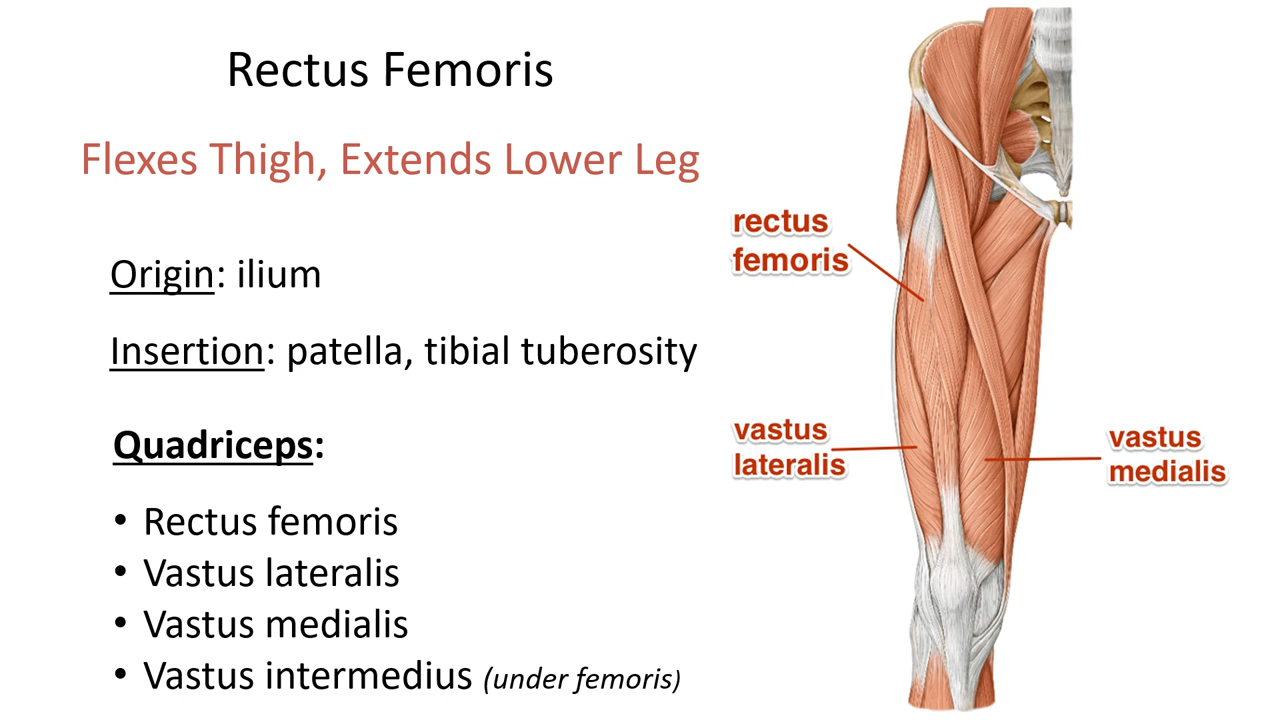 Rectus Femoris
Flexes Thigh, Extends Lower Leg
Origin: ilium
Insertion: patella, tibial tuberosity
Quadriceps:
• Rectus femoris
• Vastus lateralis
• Vastus medialis
• Vastus intermedius (under femoris)
rectus
femoris
vastus
lateralis
vastus
medialis